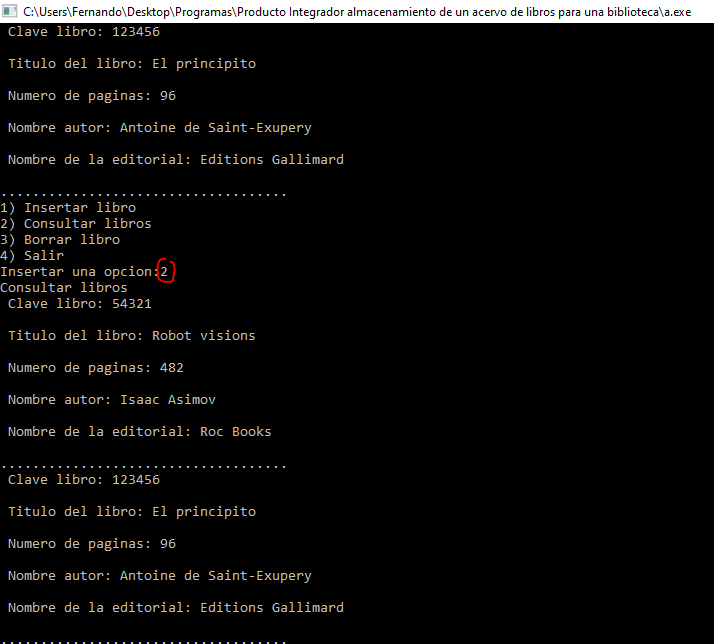 C:\Users\Fernando\Desktop\Programas\Producto Integrador almacenamiento de un acervo de libros para una biblioteca\a.exe
Clave libro: 123456
Titulo del libro: El principito
Numero de paginas: 96
Nombre autor: Antoine de Saint-Exupery
Nombre de la editorial: Editions Gallimard
....................................
1) Insertar libro
2) Consultar libros
3) Borrar libro
4) Salir
Insertar una opcion:2
Consultar libros
Clave libro: 54321
Titulo del libro: Robot visions
Numero de paginas: 482
Nombre autor: Isaac Asimov
Nombre de la editorial: Roc Books
....................................
Clave libro: 123456
Titulo del libro: El principito
Numero de paginas: 96
Nombre autor: Antoine de Saint-Exupery
Nombre de la editorial: Editions Gallimard
....................................